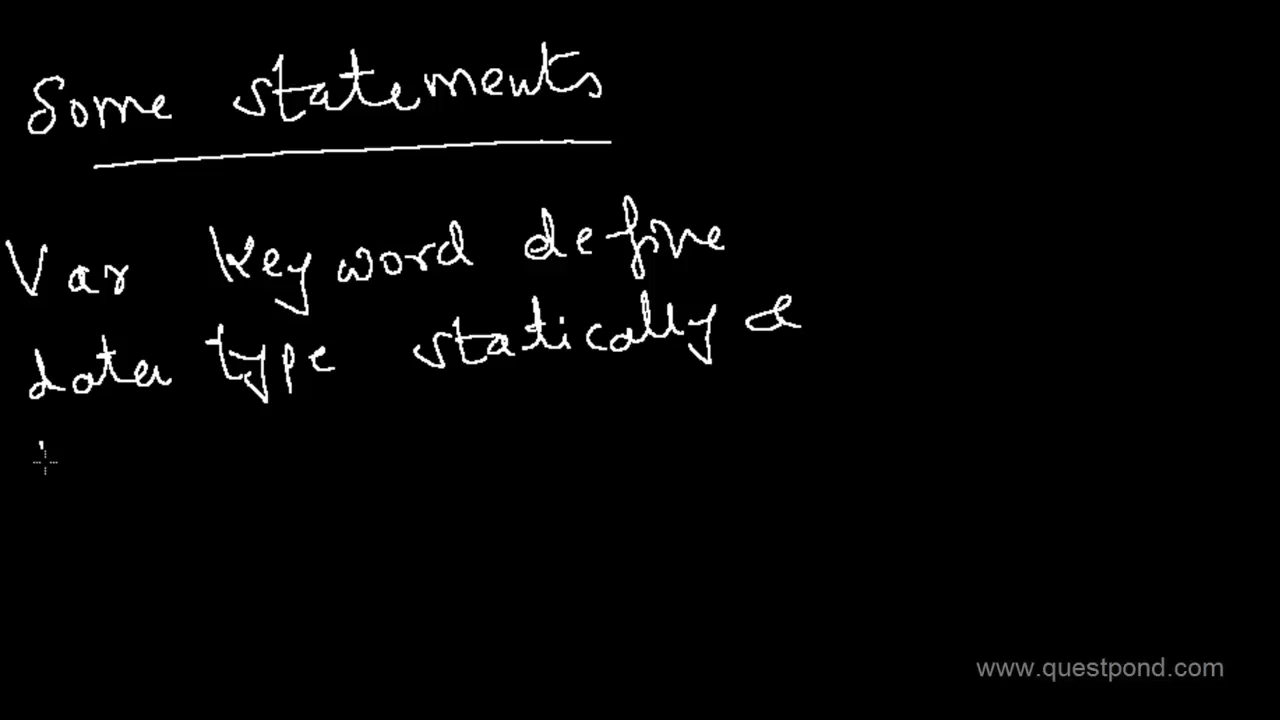 Some statements
Var keyword define
data type statically &
www.questpond.com